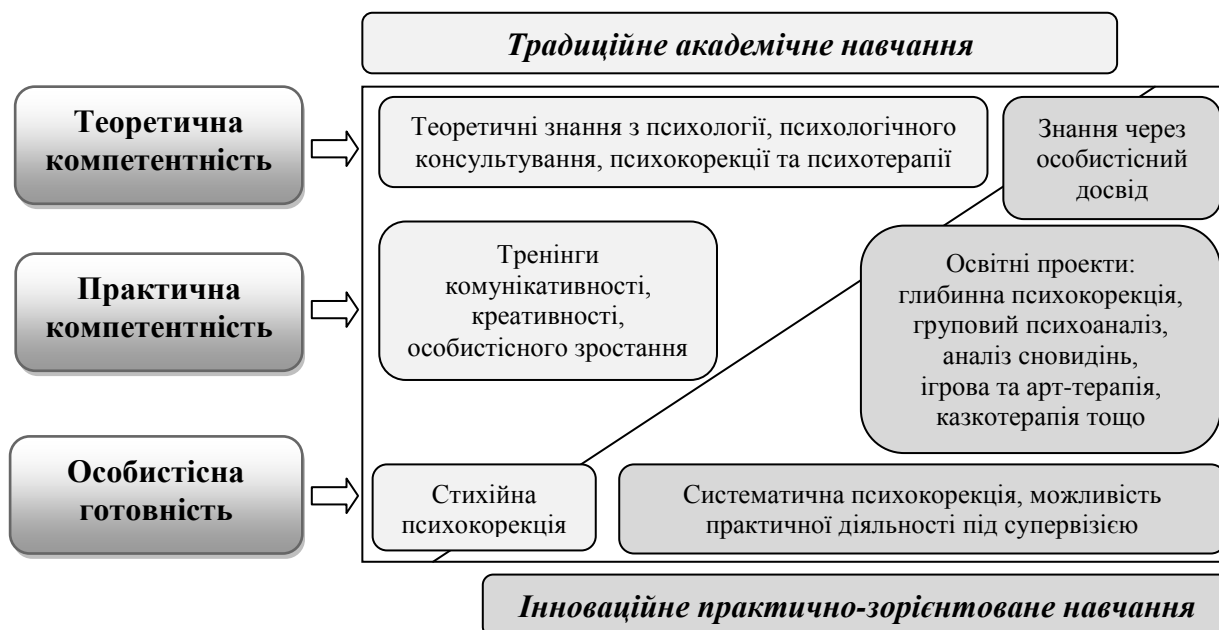 Традиційне академічне навчання
Теоретична
компетентність
Теоретичні знання з психології, психологічного
консультування, психокорекції та психотерапії
Знання через
особистісний
досвід
Практична
компетентність
Тренінги
комунікативності,
креативності,
особистісного зростання
Освітні проекти:
глибинна психокорекція,
груповий психоаналіз,
аналіз сновидінь,
ігрова та арт-терапія,
казкотерапія тощо
Особистісна
готовність
Стихійна
психокорекція
Систематична психокорекція, можливість
практичної діяльності під супервізією
Інноваційне практично-зорієнтоване навчання